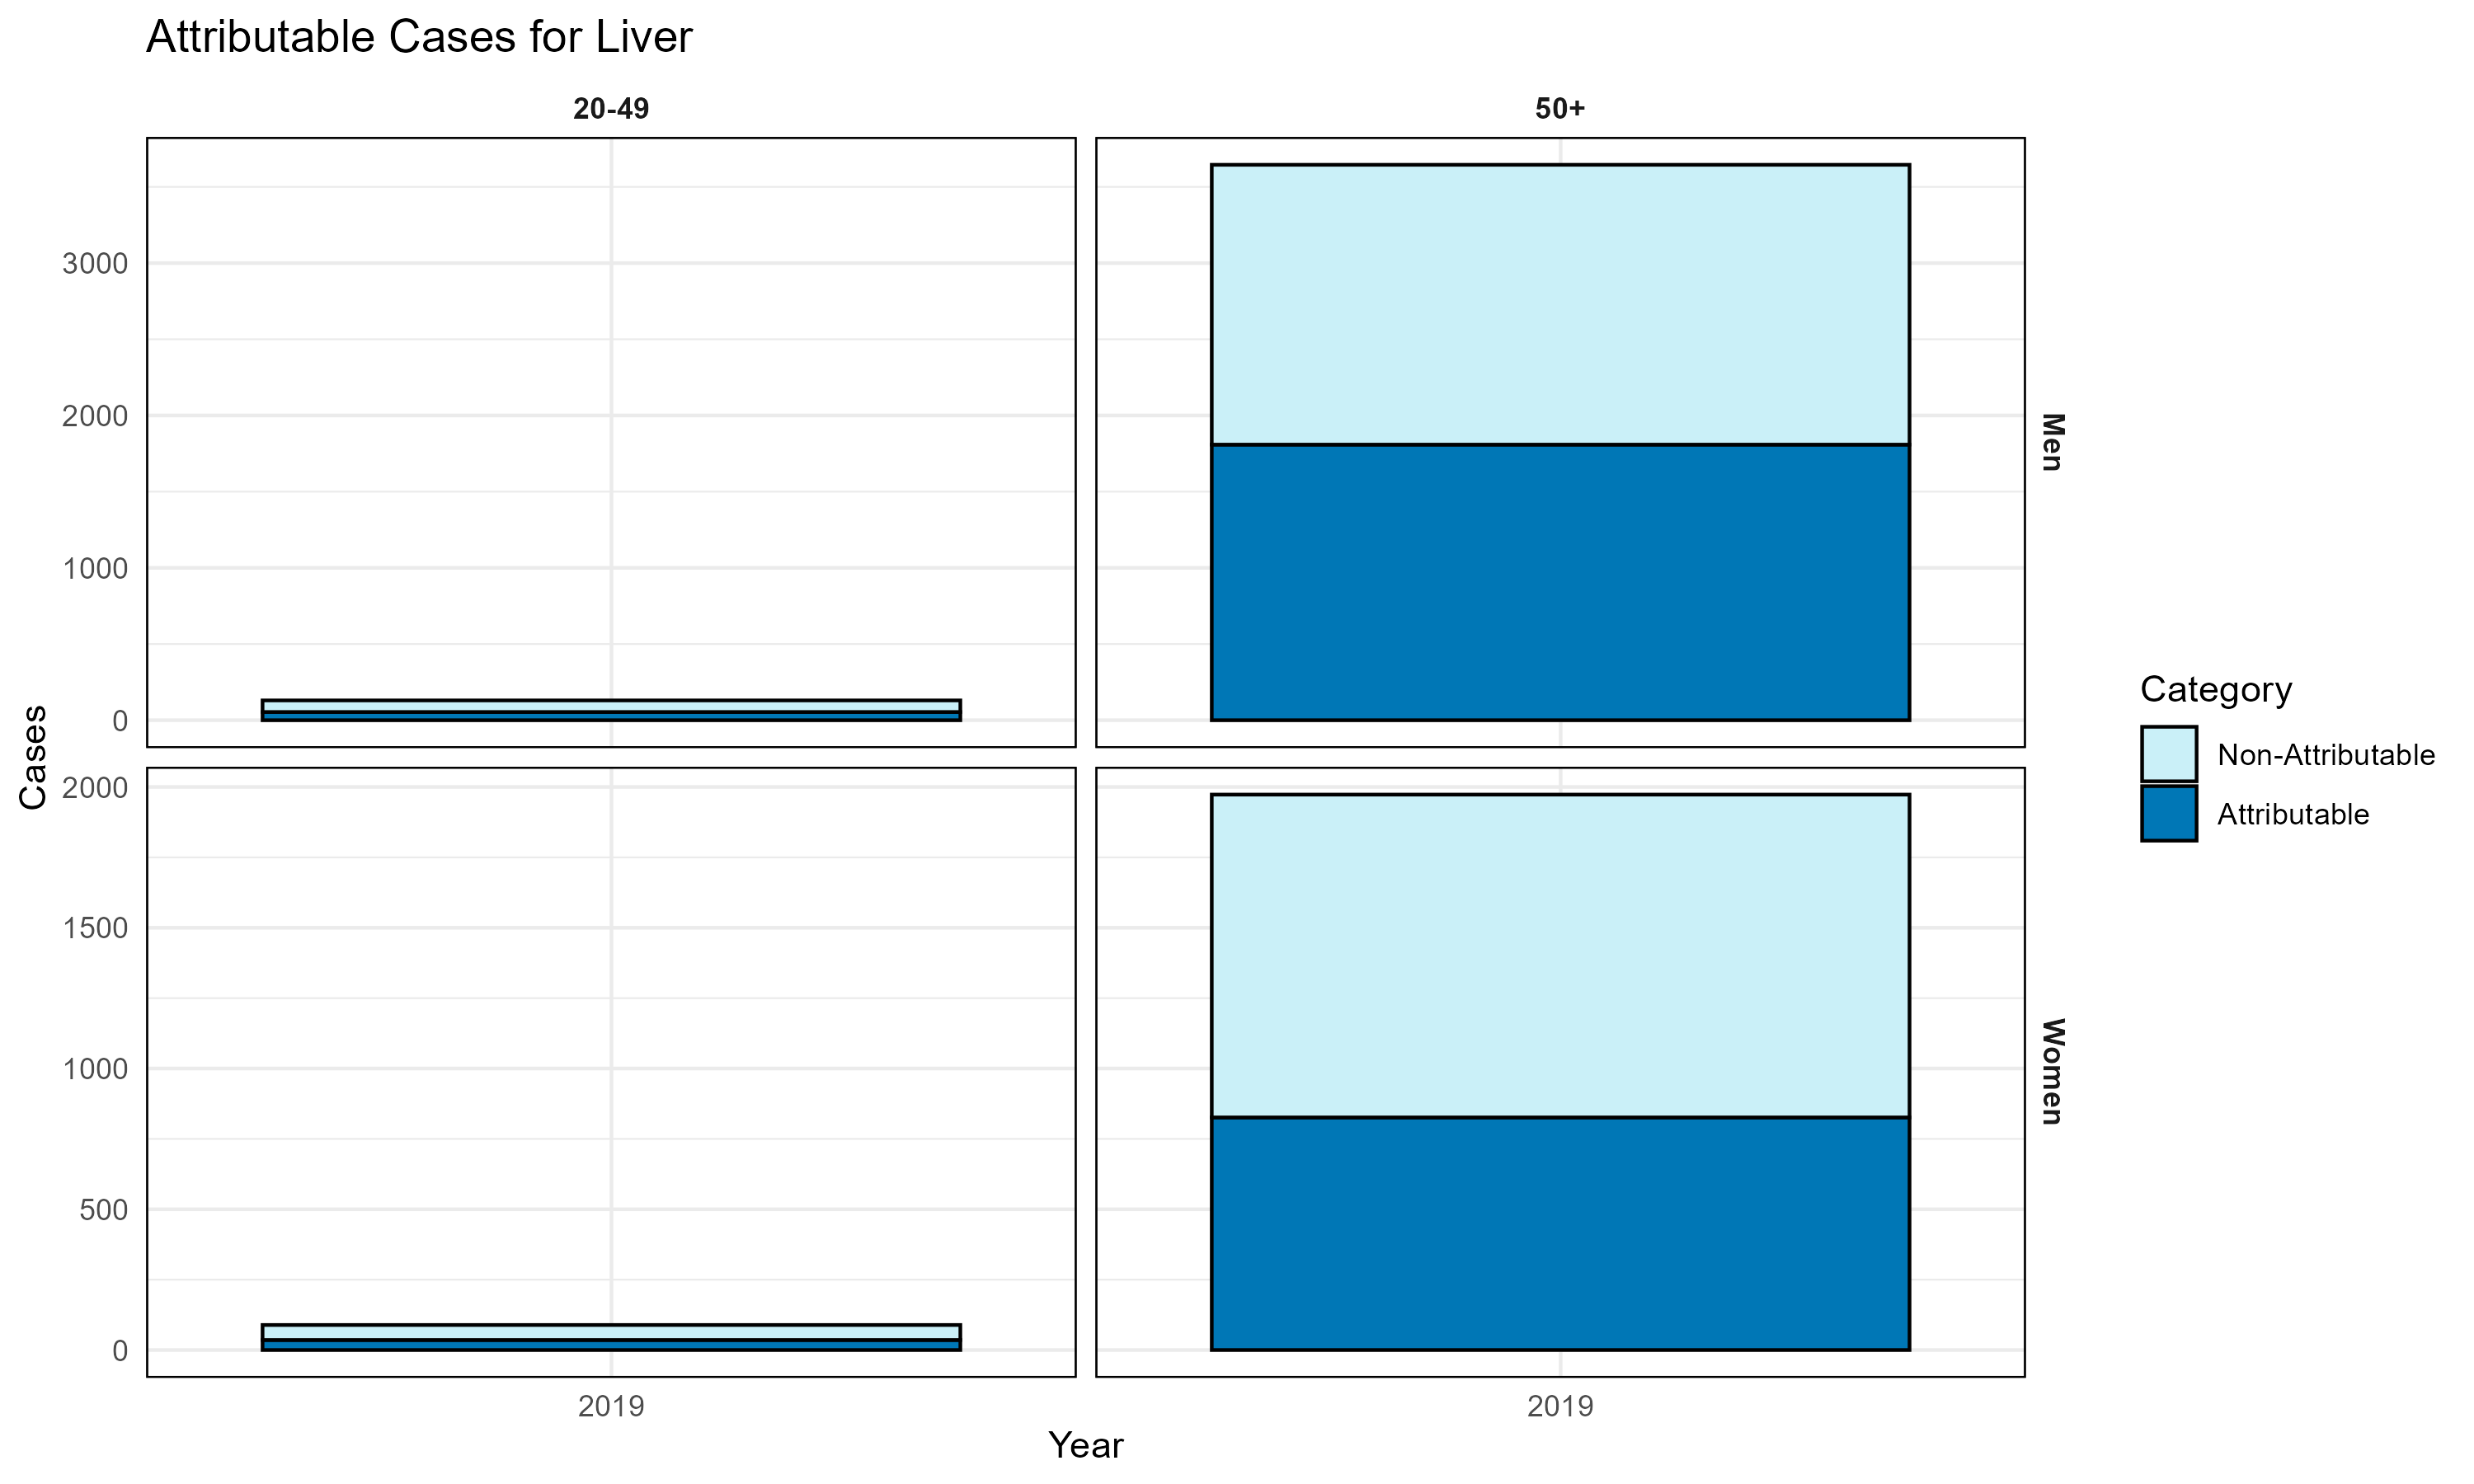 Attributable Cases for Liver
20-49
50+
3000
2000
1000
0
Men
2000
1500
1000
500
0
Women
Cases
2019
2019
Year
Category
Non-Attributable
Attributable